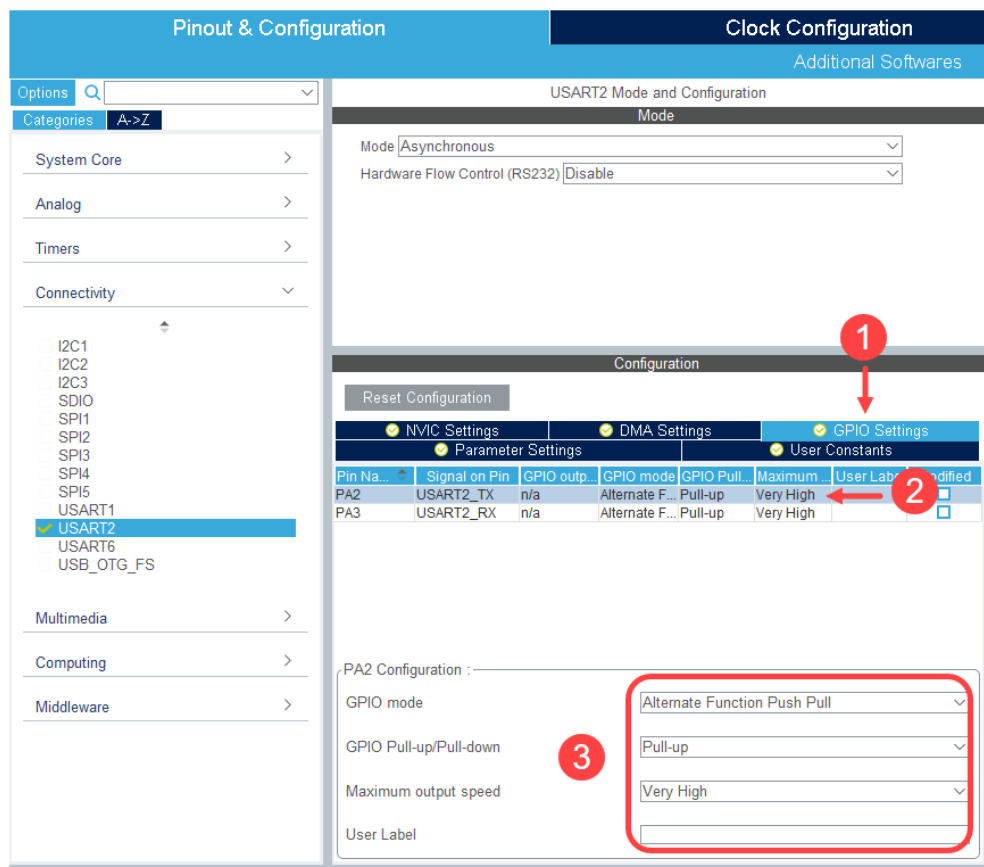 Pinout & Configuration
Clock Configuration
Additional Softwares
Options
Categories A->Z
System Core
Analog
Timers
Connectivity
I2C1
I2C2
I2C3
SDIO
SPI1
SPI2
SPI3
SPI4
SPI5
USART1
USART2
USART6
USB_OTG_FS
Multimedia
Computing
Middleware
USART2 Mode and Configuration
Mode
Mode Asynchronous
Hardware Flow Control (RS232) Disable
1
Configuration
Reset Configuration
NVIC Settings DMA Settings GPIO Settings
Parameter Settings User Constants
Pin Na... Signal on Pin GPIO outp... GPIO mode GPIO Pull... Maximum ... User Labe
PA2 USART2_TX n/a Alternate F... Pull-up Very High
2
PA3 USART2_RX n/a Alternate F... Pull-up Very High
PA2 Configuration :
GPIO mode Alternate Function Push Pull
GPIO Pull-up/Pull-down Pull-up
3
Maximum output speed Very High
User Label